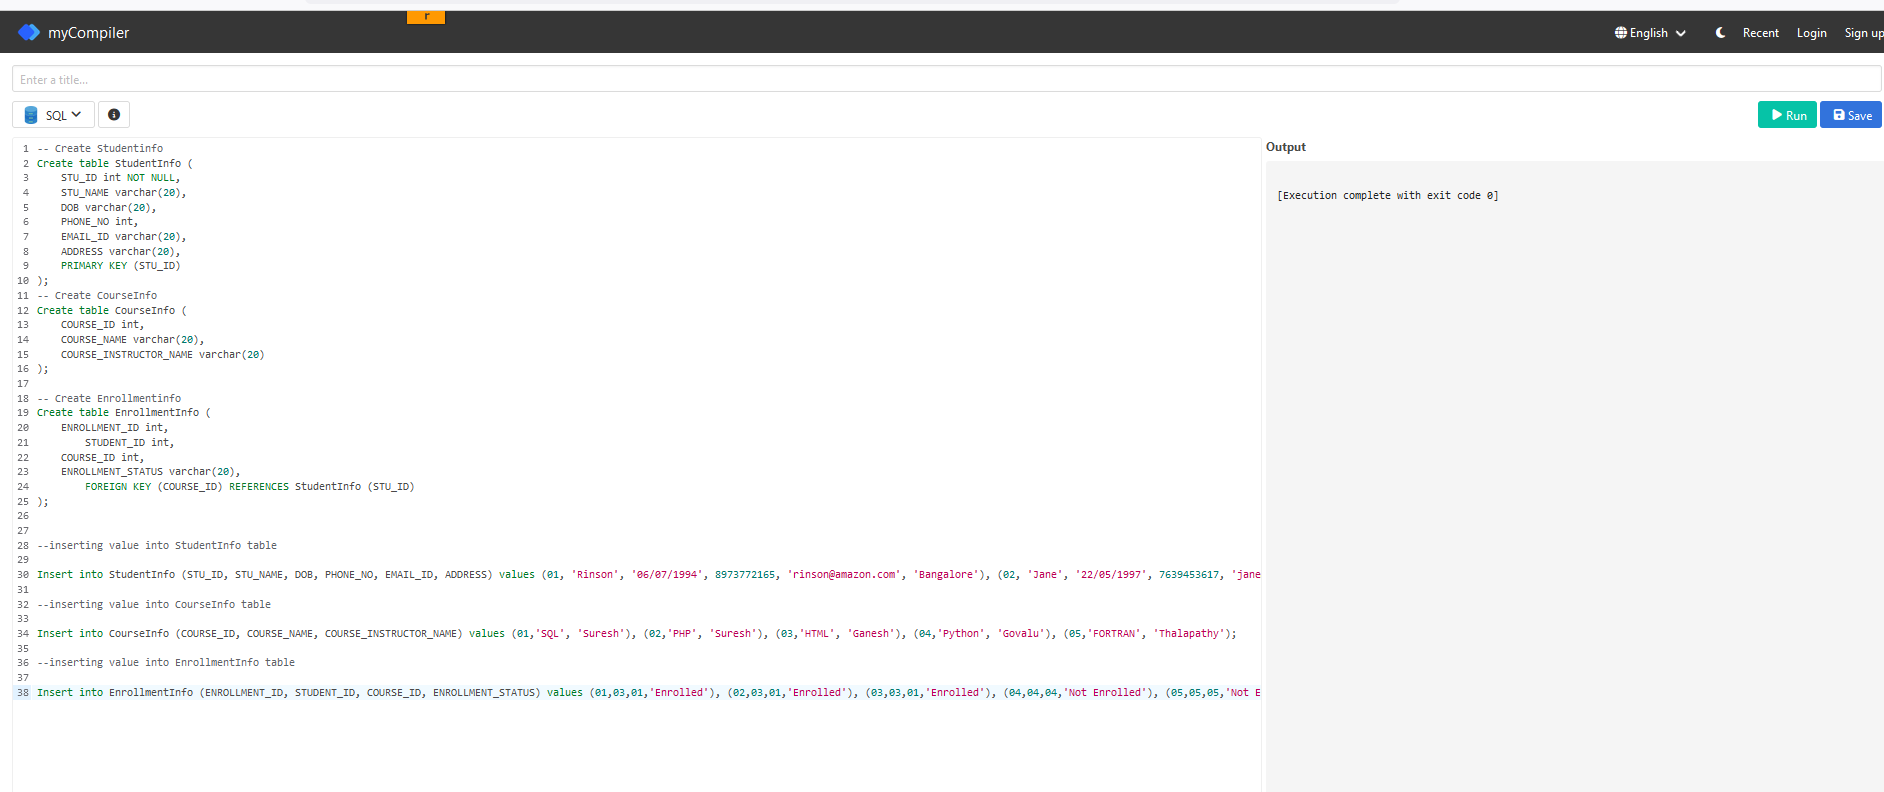 r
myCompiler
English
Recent
Login
Sign up
Enter a title...
SQL
Run
Save
1 -- Create Studentinfo
2 Create table StudentInfo (
3 STU_ID int NOT NULL,
4 STU_NAME varchar(20),
5 DOB varchar(20),
6 PHONE_NO int,
7 EMAIL_ID varchar(20),
8 ADDRESS varchar(20),
9 PRIMARY KEY (STU_ID)
10 );
11 -- Create CourseInfo
12 Create table CourseInfo (
13 COURSE_ID int,
14 COURSE_NAME varchar(20),
15 COURSE_INSTRUCTOR_NAME varchar(20)
16 );
17
18 -- Create Enrollmentinfo
19 Create table EnrollmentInfo (
20 ENROLLMENT_ID int,
21 STUDENT_ID int,
22 COURSE_ID int,
23 ENROLLMENT_STATUS varchar(20),
24 FOREIGN KEY (COURSE_ID) REFERENCES StudentInfo (STU_ID)
25 );
26
27
28 --inserting value into StudentInfo table
29
30 Insert into StudentInfo (STU_ID, STU_NAME, DOB, PHONE_NO, EMAIL_ID, ADDRESS) values (01, 'Rinson', '06/07/1994', 8973772165, 'rinson@amazon.com', 'Bangalore'), (02, 'Jane', '22/05/1997', 7639453617, 'jane
31
32 --inserting value into CourseInfo table
33
34 Insert into CourseInfo (COURSE_ID, COURSE_NAME, COURSE_INSTRUCTOR_NAME) values (01,'SQL', 'Suresh'), (02,'PHP', 'Suresh'), (03,'HTML', 'Ganesh'), (04,'Python', 'Govalu'), (05,'FORTRAN', 'Thalapathy');
35
36 --inserting value into EnrollmentInfo table
37
38 Insert into EnrollmentInfo (ENROLLMENT_ID, STUDENT_ID, COURSE_ID, ENROLLMENT_STATUS) values (01,03,01,'Enrolled'), (02,03,01,'Enrolled'), (03,03,01,'Enrolled'), (04,04,04,'Not Enrolled'), (05,05,05,'Not E
Output
[Execution complete with exit code 0]